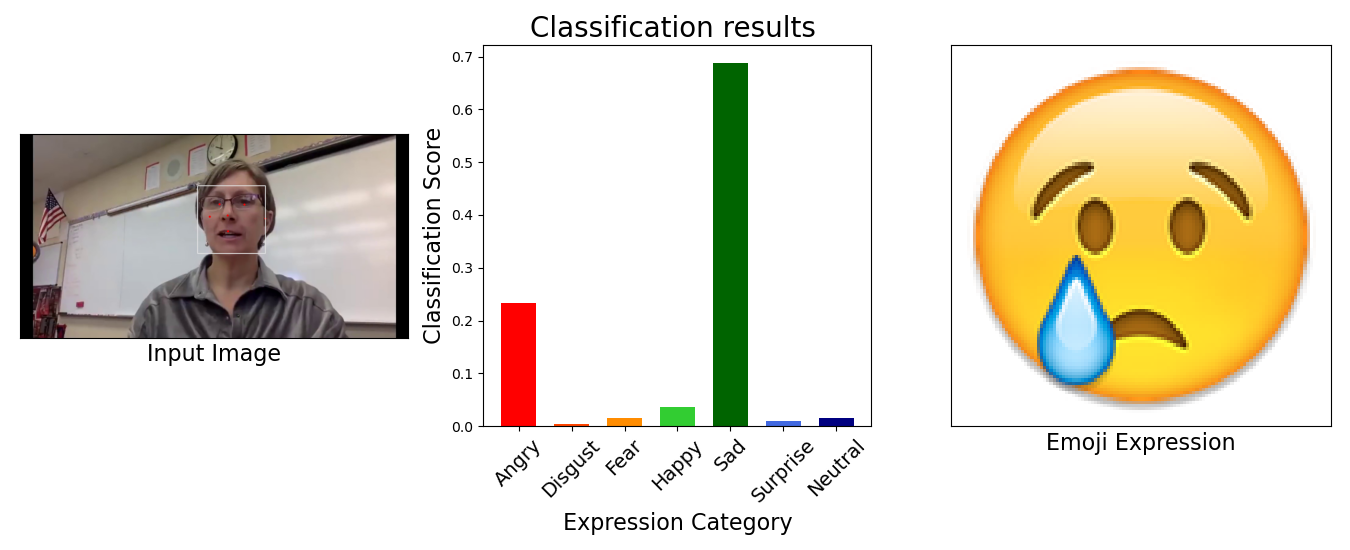 Classification results
Classification Score
0.7
0.6
0.5
0.4
0.3
0.2
0.1
0.0
Angry
Disgust
Fear
Happy
Sad
Surprise
Neutral
Expression Category
Input Image
Emoji Expression